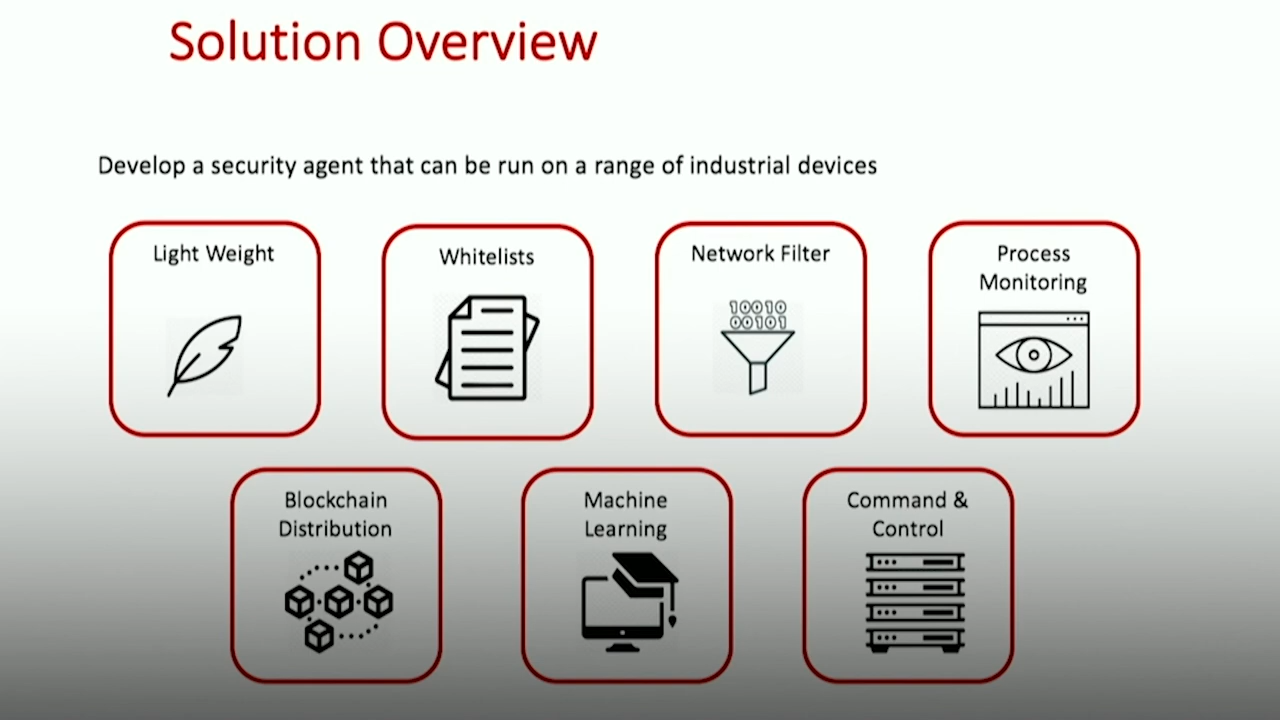 Solution Overview
Develop a security agent that can be run on a range of industrial devices
Light Weight
Whitelists
Network Filter
10010
00101
Process
Monitoring
Blockchain
Distribution
Machine
Learning
Command &
Control